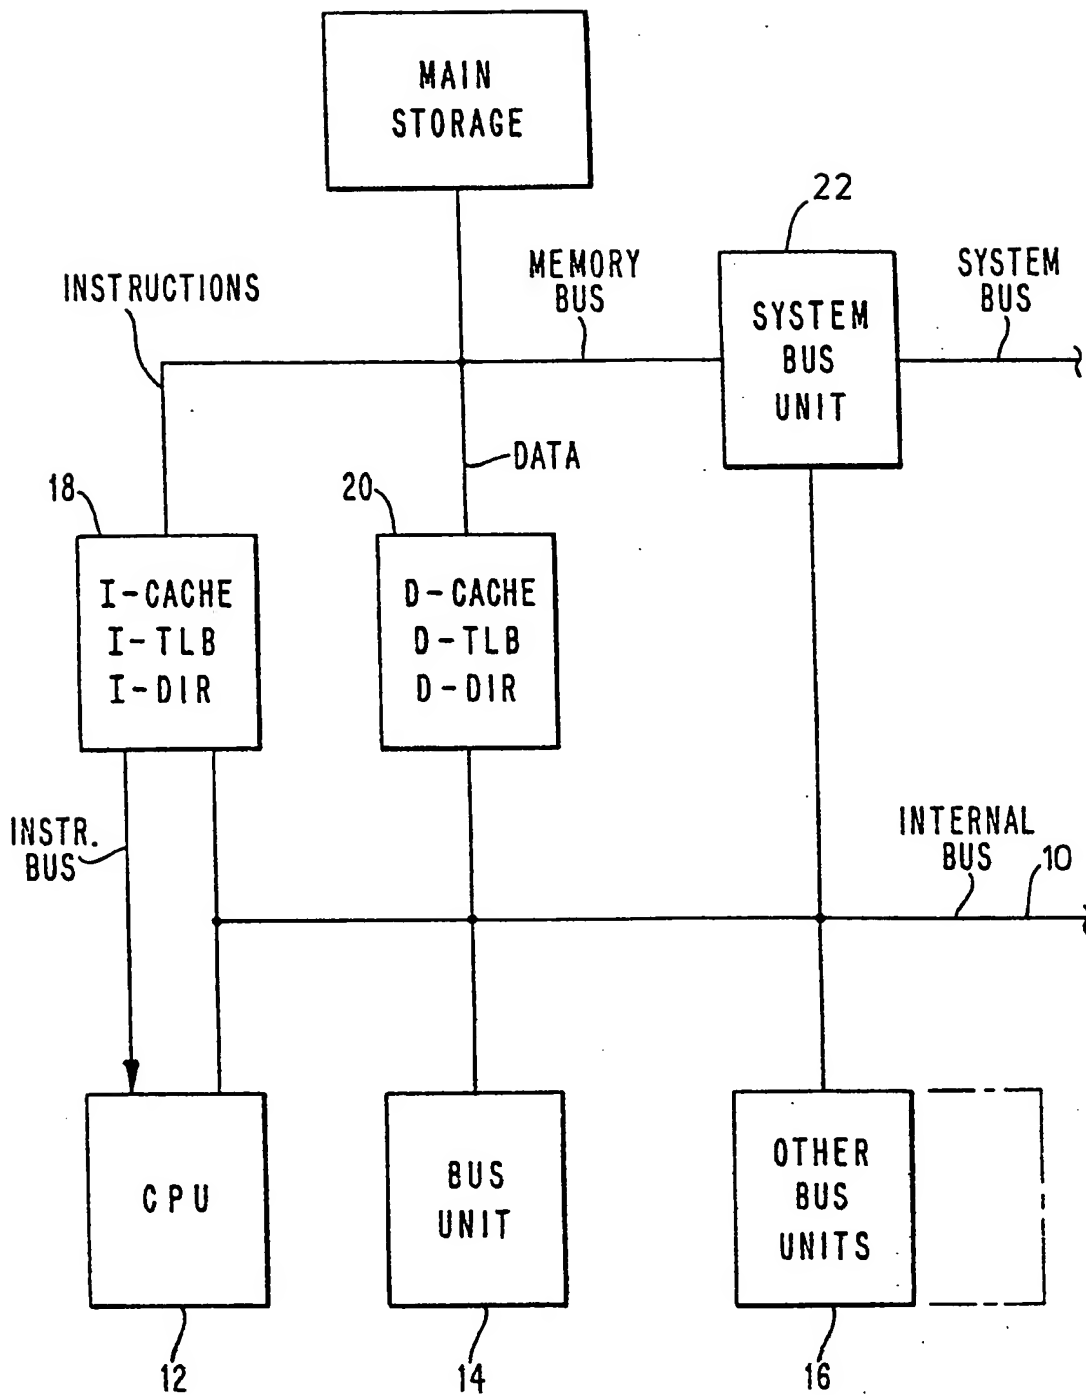 MAIN
STORAGE
22
INSTRUCTIONS
MEMORY
BUS
SYSTEM
BUS
UNIT
SYSTEM
BUS
DATA
18
20
I-CACHE
I-TLB
I-DIR
D-CACHE
D-TLB
D-DIR
INSTR.
BUS
INTERNAL
BUS
10
CPU
BUS
UNIT
OTHER
BUS
UNITS
12
14
16